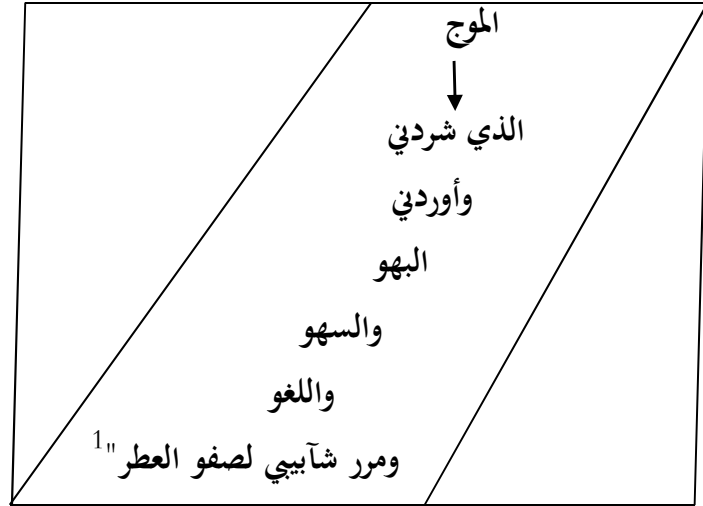 الموج
الذي شردني
وأوردني
البهو
والسهو
واللغو
ومرر شآبيبي لصفو العطر "1